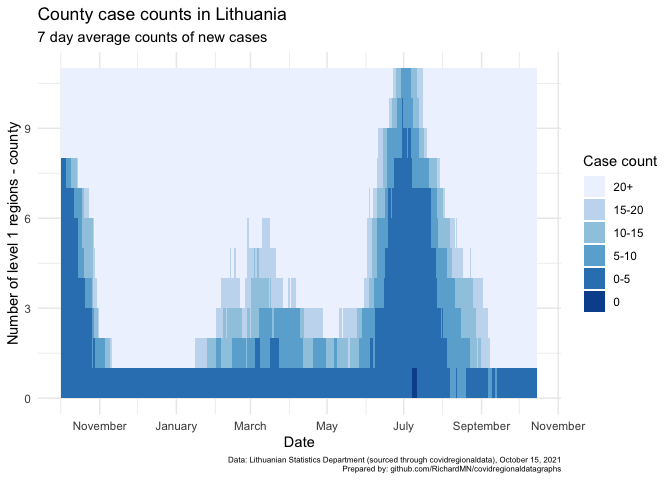 County case counts in Lithuania
7 day average counts of new cases
Number of level 1 regions - county
9
6
3
0
November
January
March
May
July
September
November
Date
Case count
20+
15-20
10-15
5-10
0-5
0
Data: Lithuanian Statistics Department (sourced through covidregionaldata), October 15, 2021
Prepared by: github.com/RichardMN/covidregionaldatagraphs